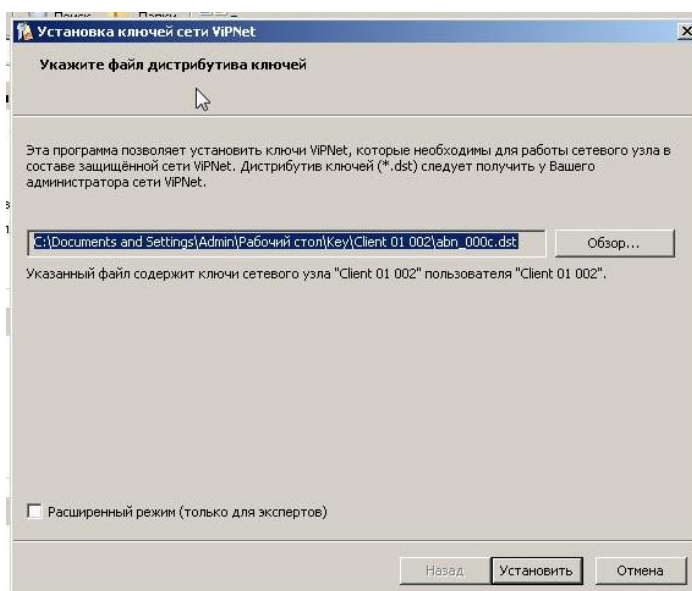 Поиск Папки
Установка ключей сети ViPNet
Укажите файл дистрибутива ключей
Эта программа позволяет установить ключи ViPNet, которые необходимы для работы сетевого узла в
составе защищённой сети ViPNet. Дистрибутив ключей (*.dst) следует получить у Вашего
администратора сети ViPNet.
C:\Documents and Settings\Admin\Рабочий стол\Key\Client 01 002\abn_000c.dst
Обзор...
Указанный файл содержит ключи сетевого узла "Client 01 002" пользователя "Client 01 002".
Расширенный режим (только для экспертов)
Назад Установить Отмена